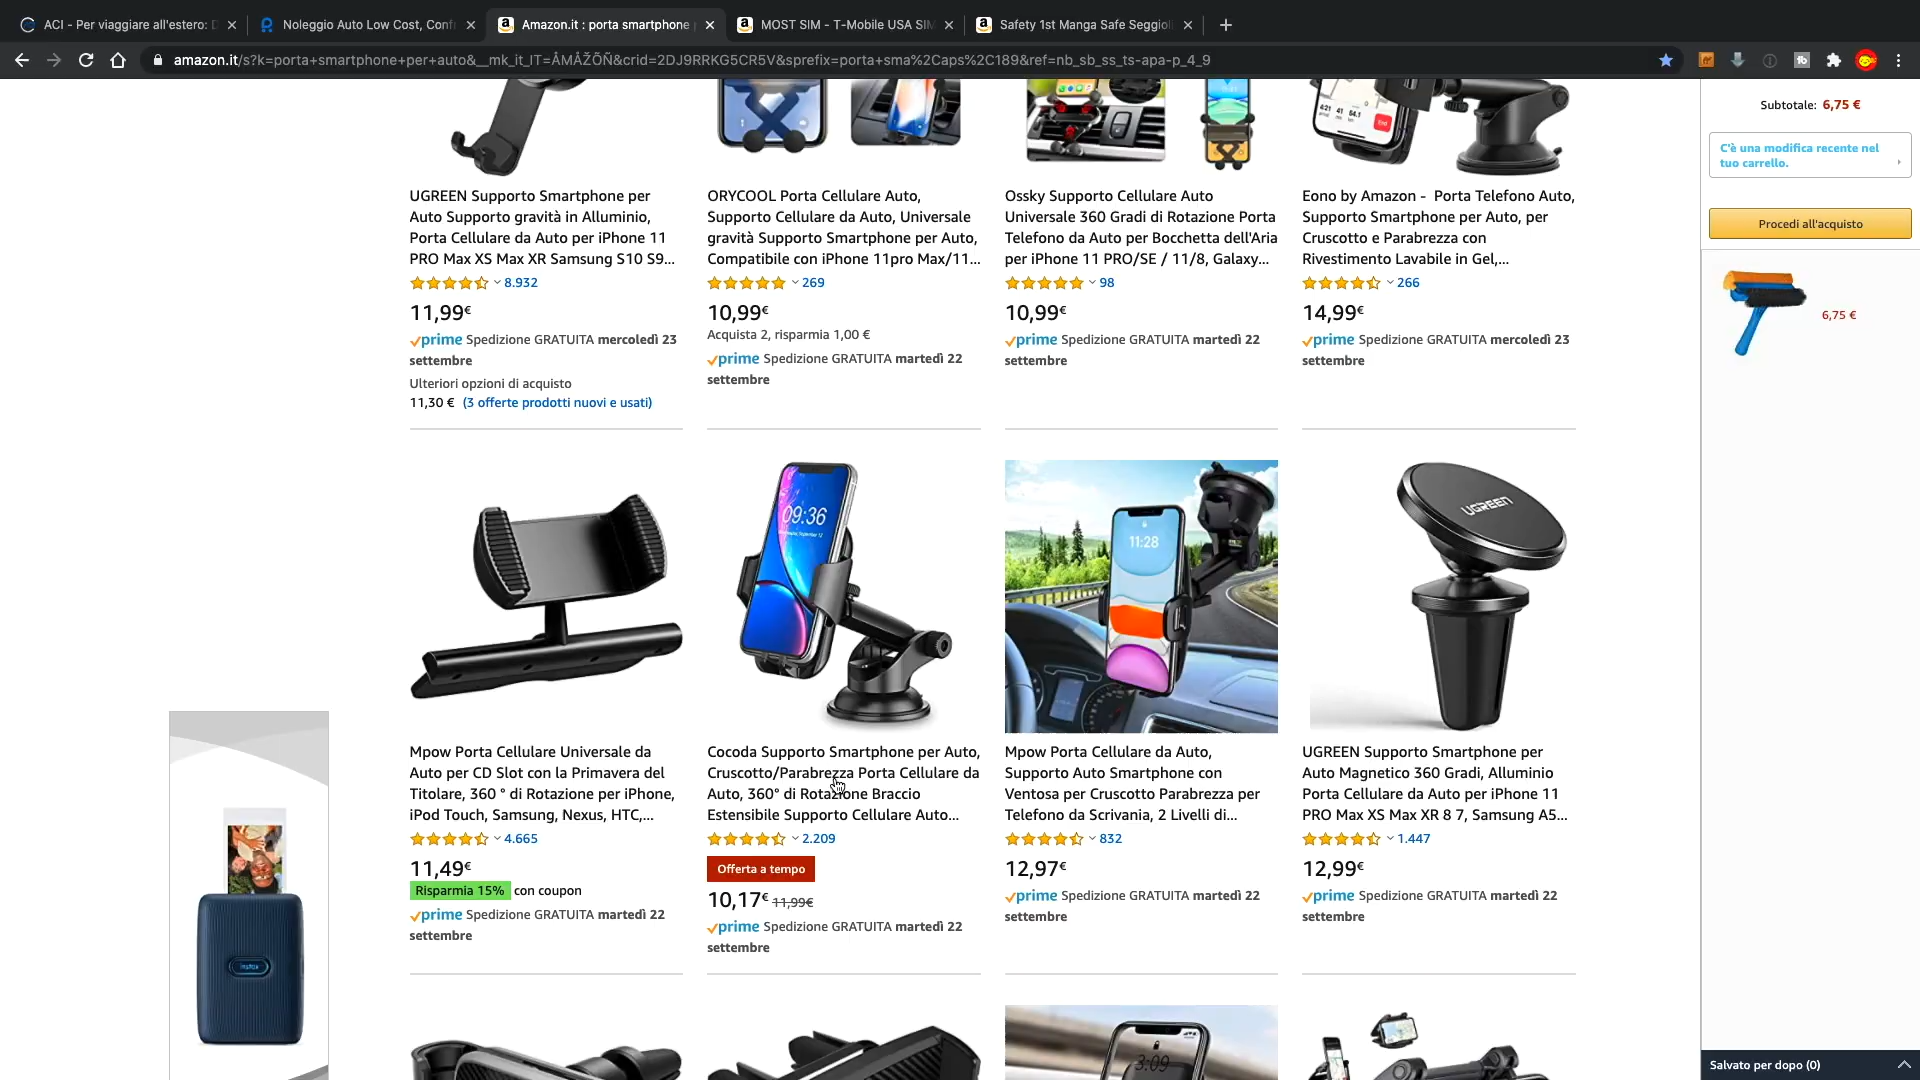 ACI - Per viaggiare all'estero: D
Noleggio Auto Low Cost, Confr
Amazon.it : porta smartphone p
MOST SIM - T-Mobile USA SIM
Safety 1st Manga Safe Seggioli
amazon.it/s?k=porta+smartphone+per+auto&__mk_it_IT=ÅMÅŽÕÑ&crid=2DJ9RRKG5CR5V&sprefix=porta+sma%2Caps%2C189&ref=nb_sb_ss_ts-apa-p_4_9
Subtotale: 6,75 €
C'è una modifica recente nel
tuo carrello.
Procedi all'acquisto
6,75 €
UGREEN Supporto Smartphone per
Auto Supporto gravità in Alluminio,
Porta Cellulare da Auto per iPhone 11
PRO Max XS Max XR Samsung S10 S9...
8.932
11,99€
prime Spedizione GRATUITA mercoledì 23
settembre
Ulteriori opzioni di acquisto
11,30 € (3 offerte prodotti nuovi e usati)
ORYCOOL Porta Cellulare Auto,
Supporto Cellulare da Auto, Universale
gravità Supporto Smartphone per Auto,
Compatibile con iPhone 11pro Max/11...
269
10,99€
Acquista 2, risparmia 1,00 €
prime Spedizione GRATUITA martedì 22
settembre
Ossky Supporto Cellulare Auto
Universale 360 Gradi di Rotazione Porta
Telefono da Auto per Bocchetta dell'Aria
per iPhone 11 PRO/SE / 11/8, Galaxy...
98
10,99€
prime Spedizione GRATUITA martedì 22
settembre
Eono by Amazon - Porta Telefono Auto,
Supporto Smartphone per Auto, per
Cruscotto e Parabrezza con
Rivestimento Lavabile in Gel,...
266
14,99€
prime Spedizione GRATUITA mercoledì 23
settembre
09:36
11:28
UGREEN
Mpow Porta Cellulare Universale da
Auto per CD Slot con la Primavera del
Titolare, 360 ° di Rotazione per iPhone,
iPod Touch, Samsung, Nexus, HTC,...
4.665
11,49€
Risparmia 15% con coupon
prime Spedizione GRATUITA martedì 22
settembre
Cocoda Supporto Smartphone per Auto,
Cruscotto/Parabrezza Porta Cellulare da
Auto, 360° di Rotazione Braccio
Estensibile Supporto Cellulare Auto...
2.209
Offerta a tempo
10,17€ 11,99€
prime Spedizione GRATUITA martedì 22
settembre
Mpow Porta Cellulare da Auto,
Supporto Auto Smartphone con
Ventosa per Cruscotto Parabrezza per
Telefono da Scrivania, 2 Livelli di...
832
12,97€
prime Spedizione GRATUITA martedì 22
settembre
UGREEN Supporto Smartphone per
Auto Magnetico 360 Gradi, Alluminio
Porta Cellulare da Auto per iPhone 11
PRO Max XS Max XR 8 7, Samsung A5...
1.447
12,99€
prime Spedizione GRATUITA martedì 22
settembre
instax
3:09
Salvato per dopo (0)